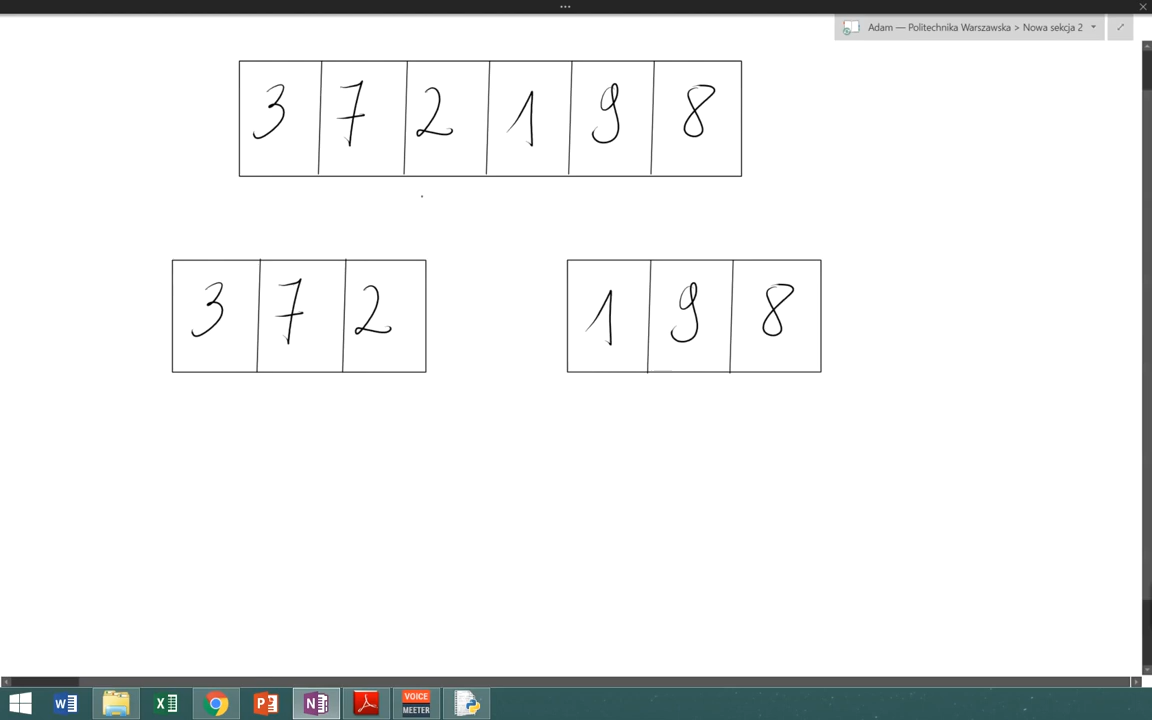 Adam — Politechnika Warszawska > Nowa sekcja 2
3 7 2 1 9 8
3 7 2 1 9 8
W X P N VOICE MEETER